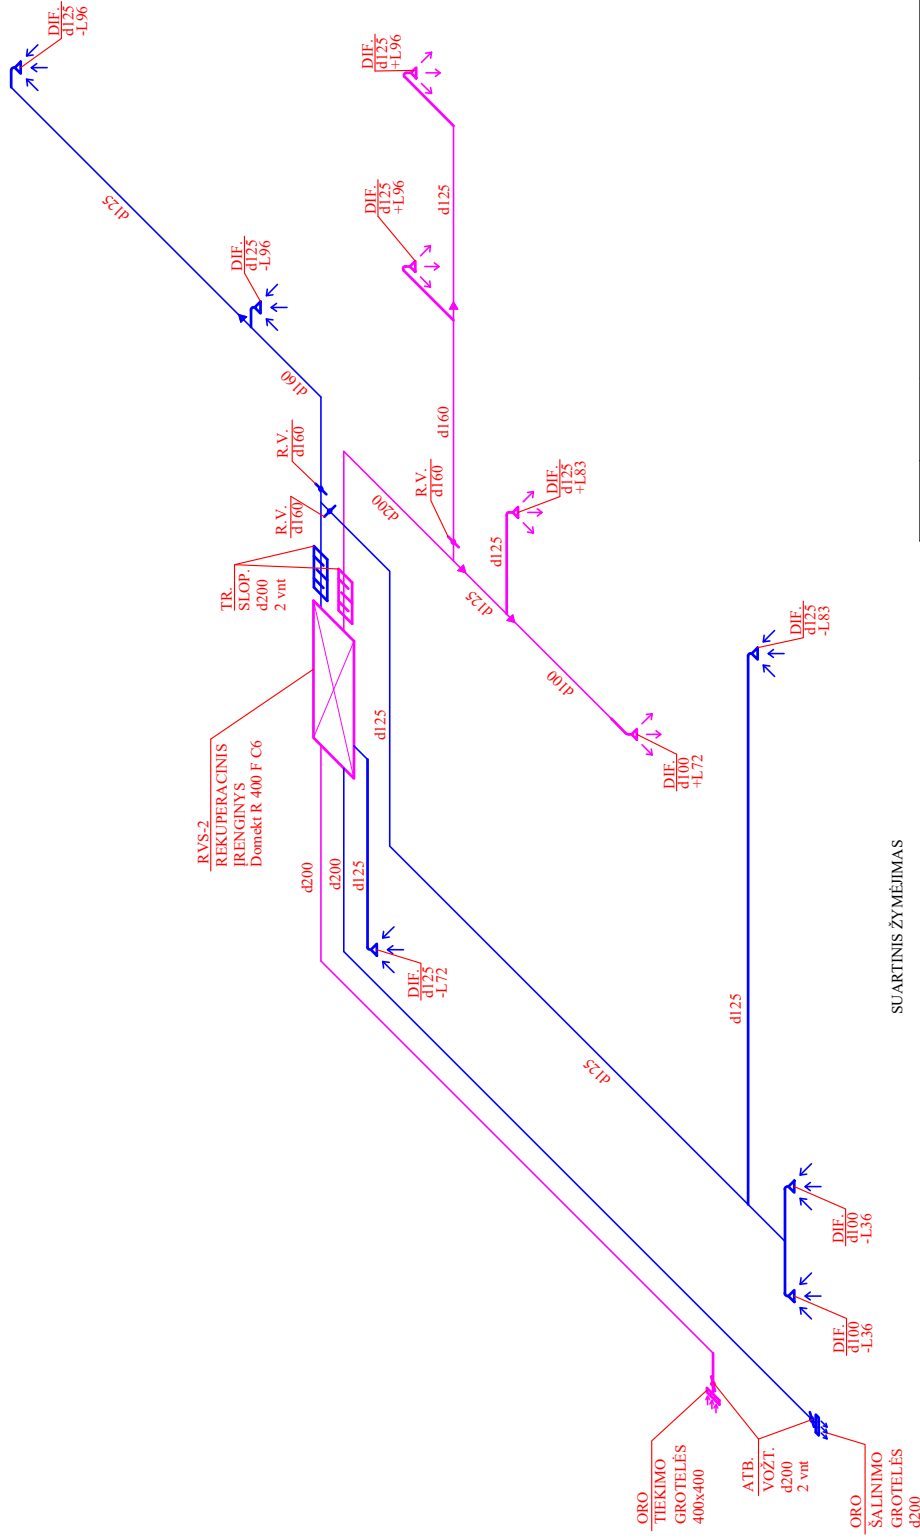 DIF.
d125
-L96
d125
DIF.
d125
-L96
d160
R.V.
d160
R.V.
d160
TR.
SLOP.
d200
2 vnt
RVS-2
REKUPERACINIS
ĮRENGINYS
Domekt R 400 F C6
DIF.
d125
+L96
DIF.
d125
+L96
d125
d160
R.V.
d160
d200
DIF.
d125
+L83
d125
d125
d100
DIF.
d100
+L72
d125
d200
d200
d125
DIF.
d125
-L72
DIF.
d125
-L83
d125
d125
DIF.
d100
-L36
DIF.
d100
-L36
ORO
TIEKIMO
GROTELĖS
400x400
ATB.
VOŽT.
d200
2 vnt
ORO
ŠALINIMO
GROTELĖS
d200
SUARTINIS ŽYMĖJIMAS